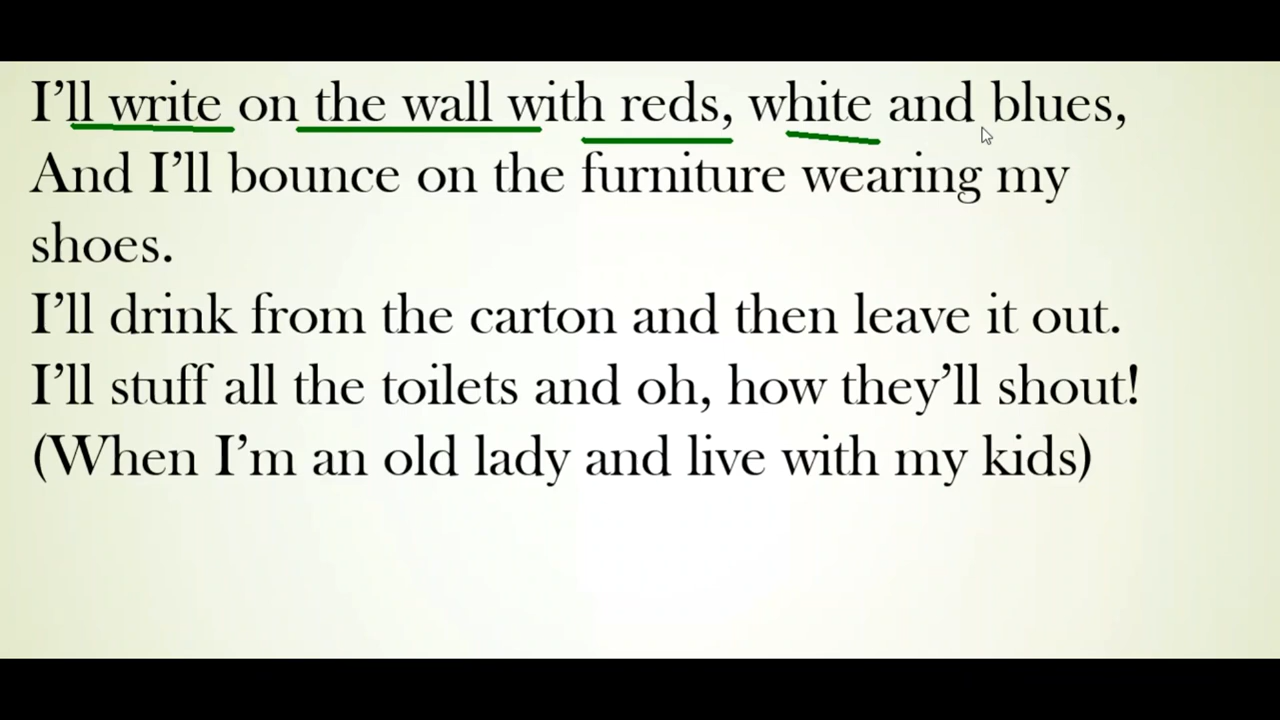 I’ll write on the wall with reds, white and blues,
And I’ll bounce on the furniture wearing my
shoes.
I’ll drink from the carton and then leave it out.
I’ll stuff all the toilets and oh, how they’ll shout!
(When I’m an old lady and live with my kids)